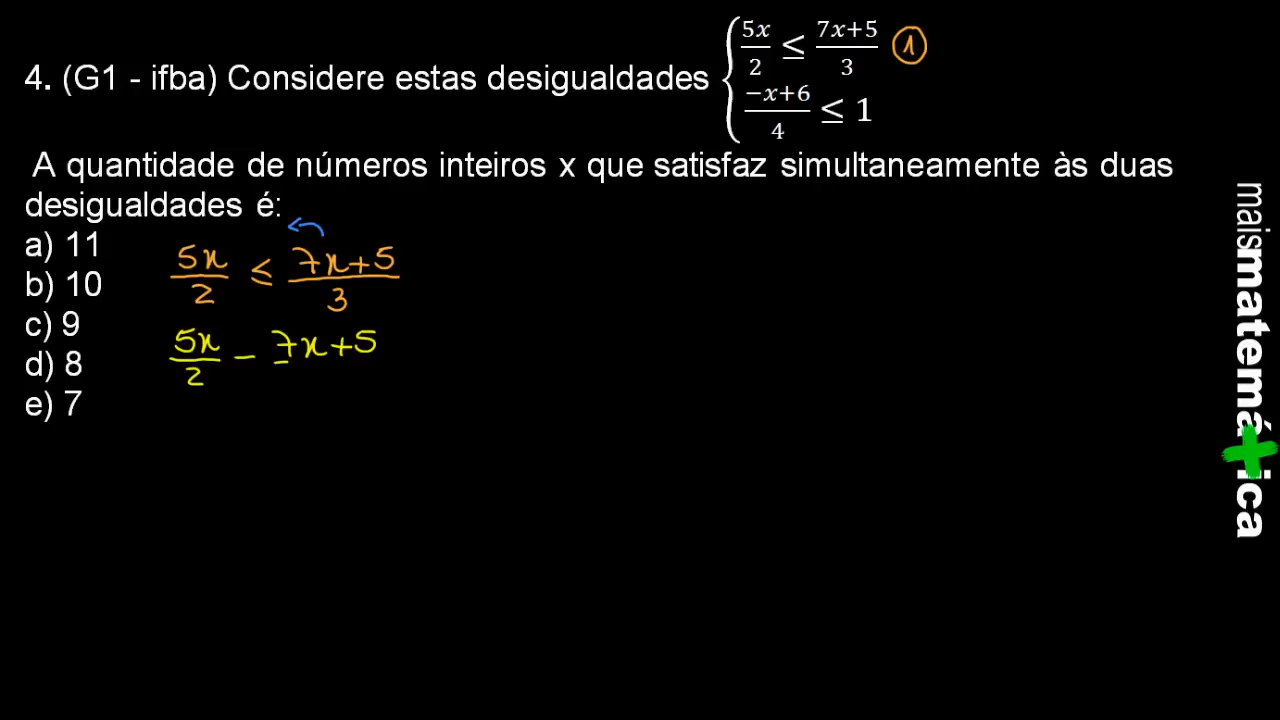 4. (G1 - ifba) Considere estas desigualdades { 5x/2 ≤ 7x+5/3 ①
{ -x+6/4 ≤ 1
A quantidade de números inteiros x que satisfaz simultaneamente às duas
desigualdades é:
a) 11
b) 10
c) 9
d) 8
e) 7
5x/2 ≤ 7x+5/3
5x/2 - 7x+5
maismatemática